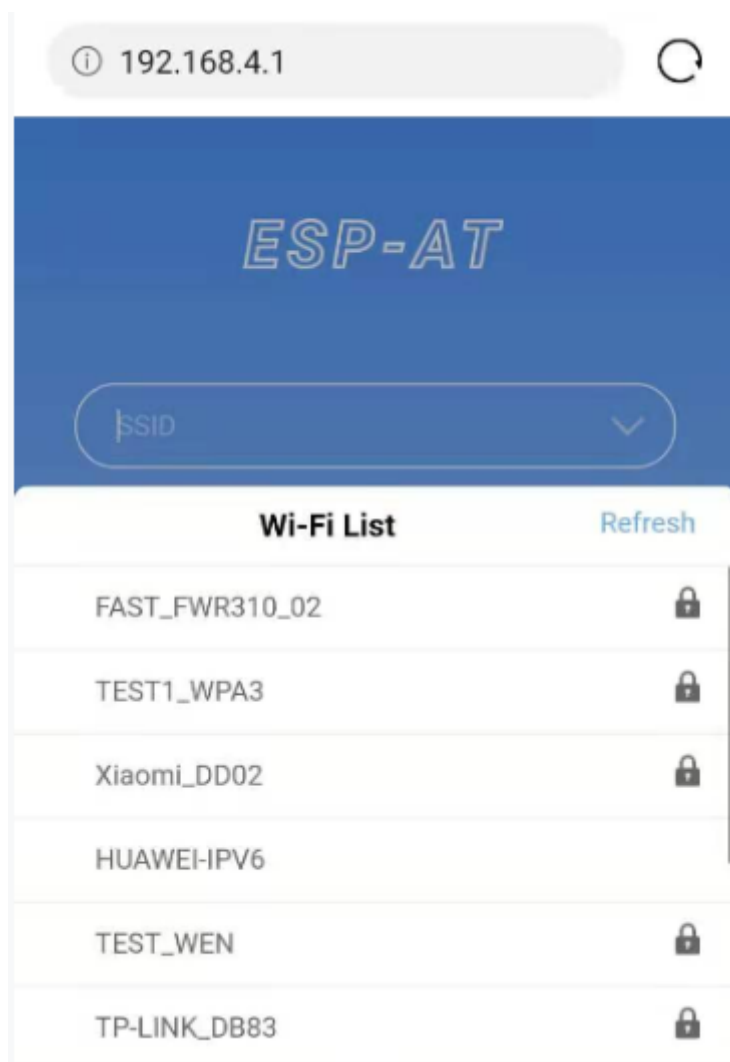 192.168.4.1
ESP-AT
SSID
Wi-Fi List Refresh
FAST_FWR310_02
TEST1_WPA3
Xiaomi_DD02
HUAWEI-IPV6
TEST_WEN
TP-LINK_DB83